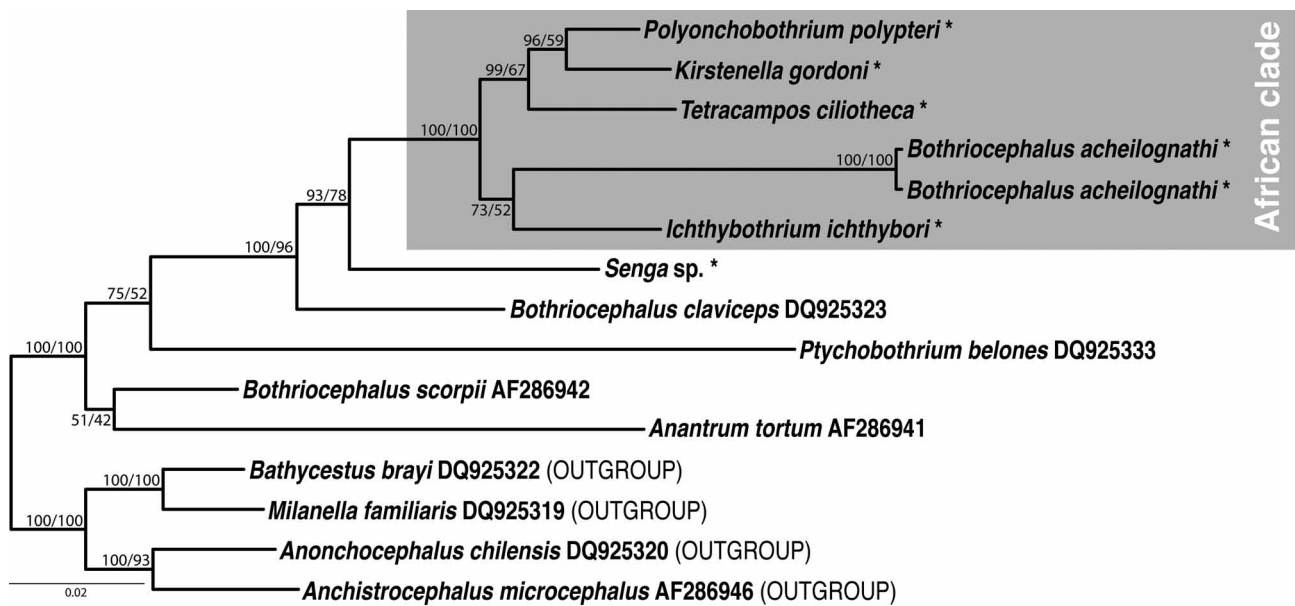 Polyonchobothrium polypteri *
96/59
Kirstenella gordoni *
99/67
Tetracampos ciliotheca *
100/100
Bothriocephalus acheilognathi *
100/100
Bothriocephalus acheilognathi *
73/52
Ichthybothrium ichthybori *
African clade
93/78
Senga sp. *
100/96
Bothriocephalus claviceps DQ925323
75/52
Ptychobothrium belones DQ925333
100/100
Bothriocephalus scorpii AF286942
51/42
Anantrum tortum AF286941
Bathycestus brayi DQ925322 (OUTGROUP)
100/100
Milanella familiaris DQ925319 (OUTGROUP)
100/100
Anonchocephalus chilensis DQ925320 (OUTGROUP)
100/93
Anchistrocephalus microcephalus AF286946 (OUTGROUP)
0.02